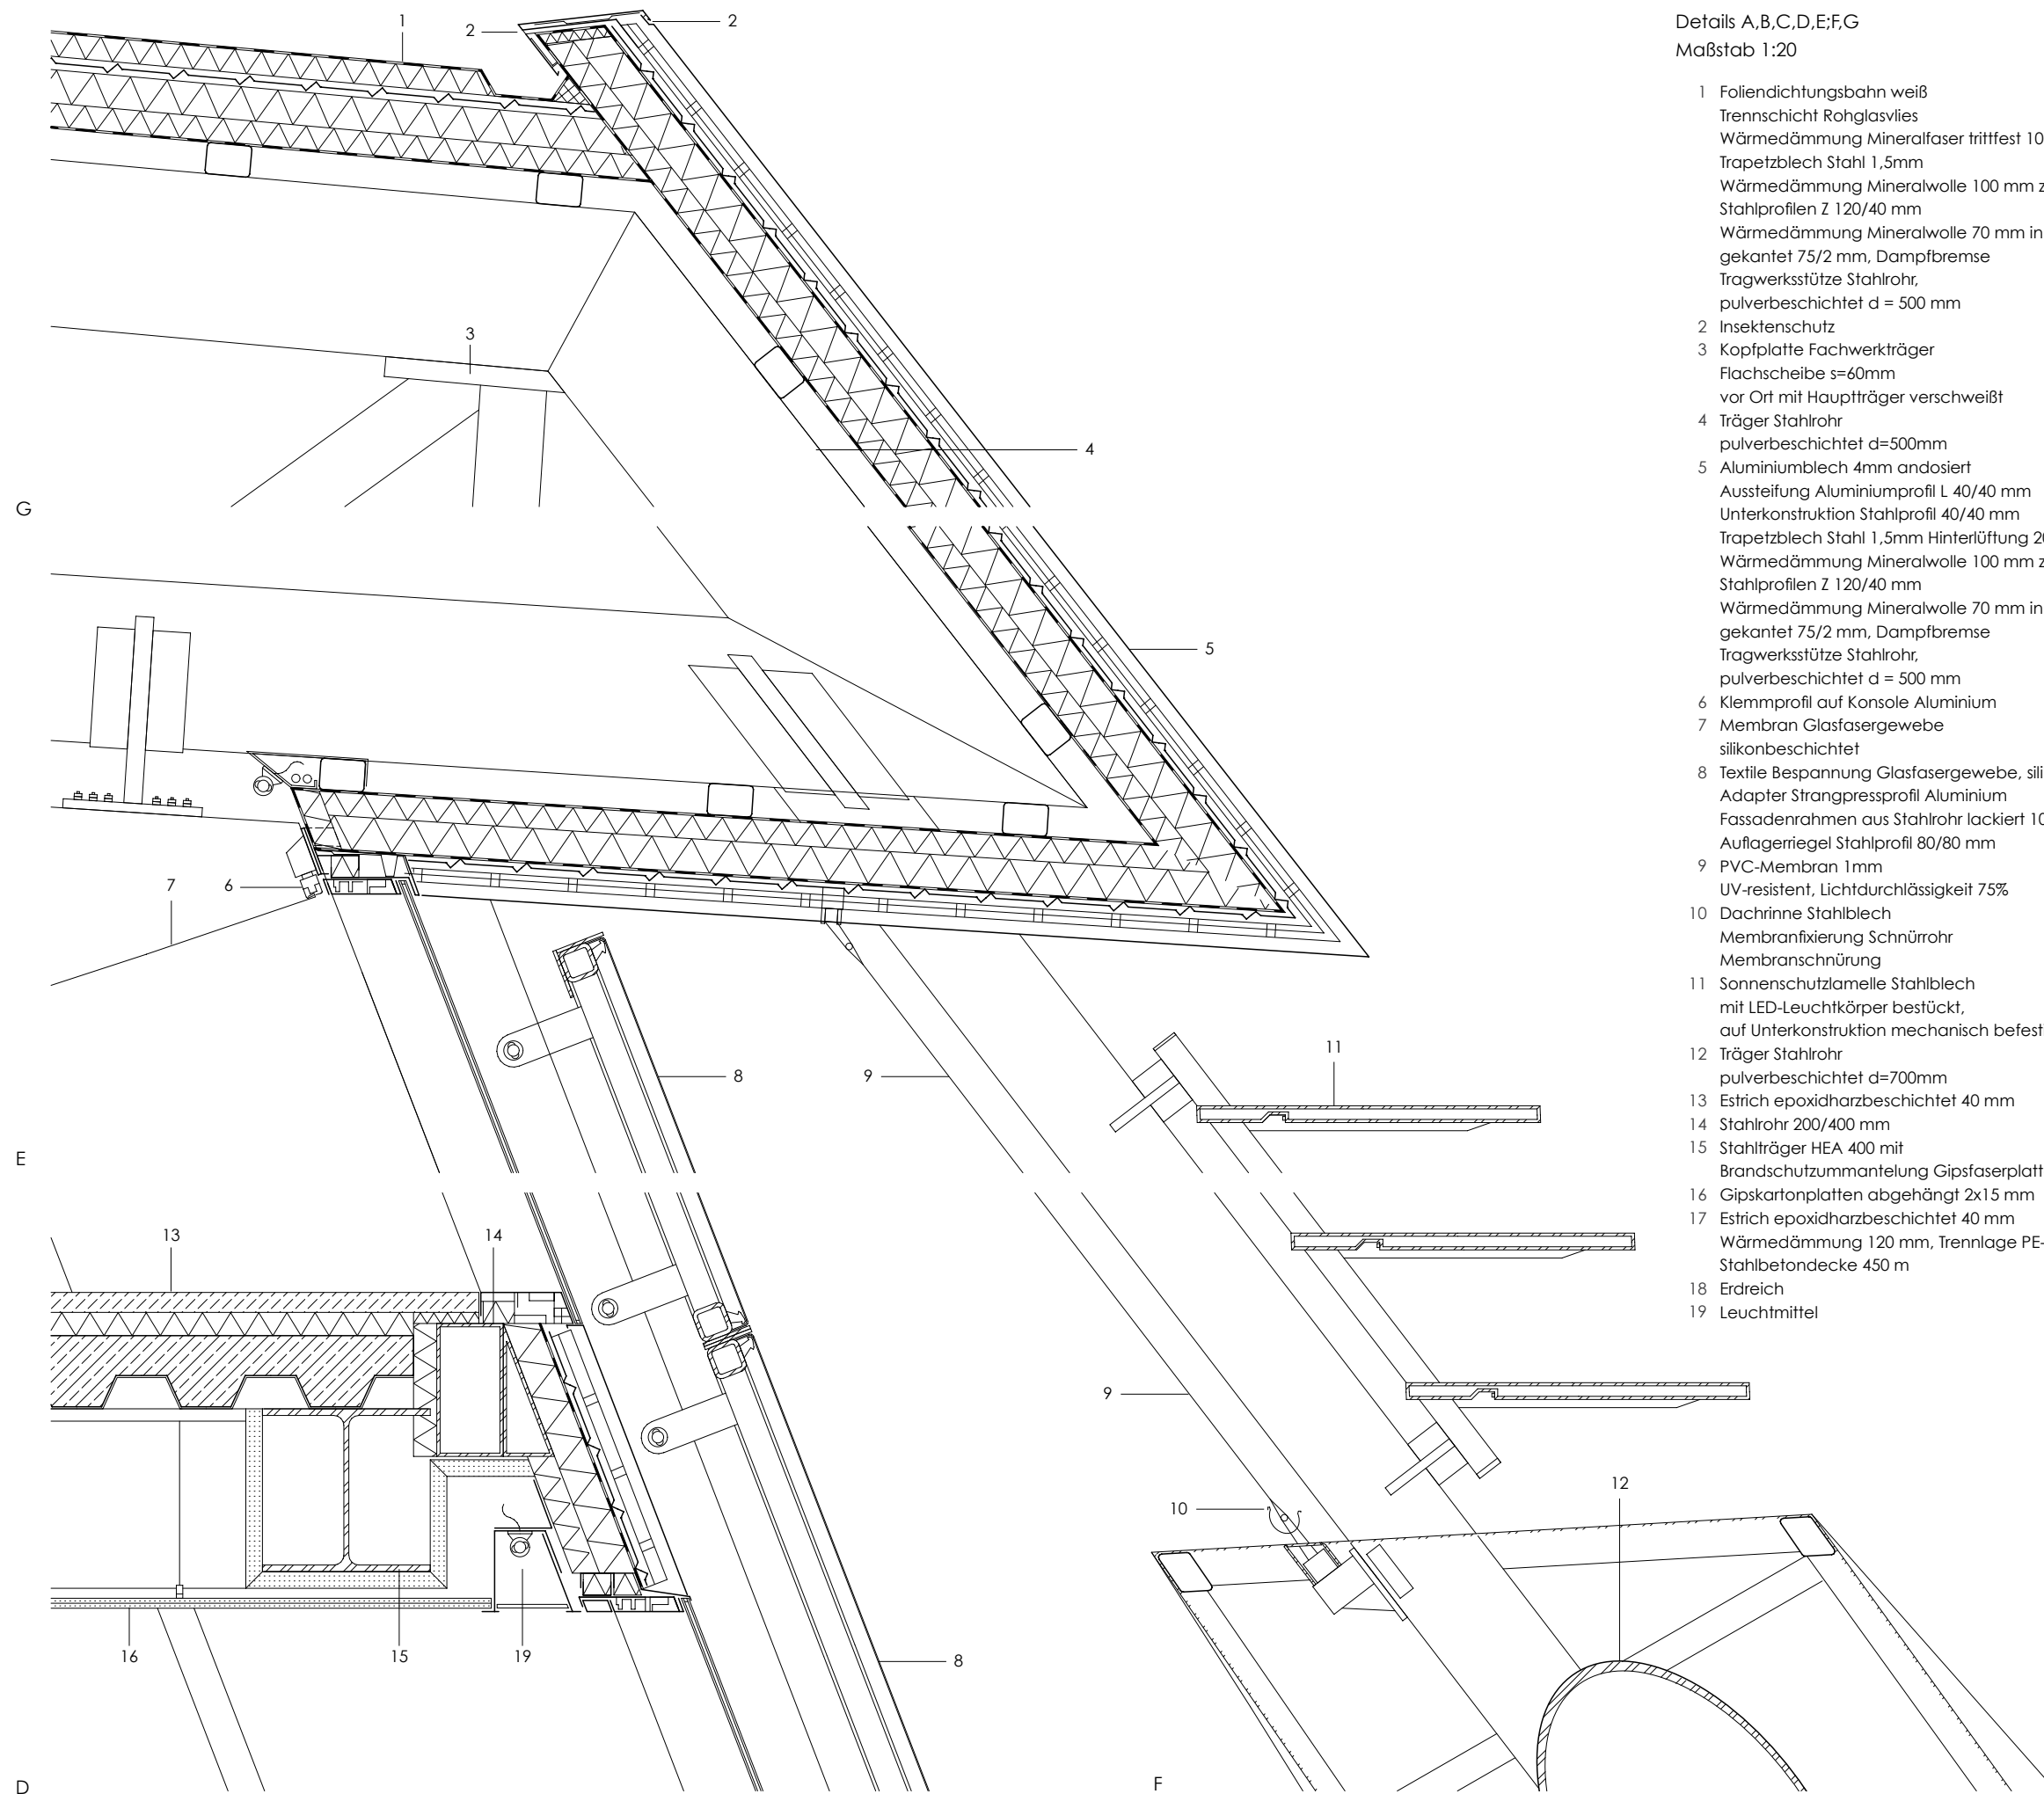 Details A,B,C,D,E;F,G
Maßstab 1:20
1 Foliendichtungsbahn weiß
Trennschicht Rohglasvlies
Wärmedämmung Mineralfaser trittfest 10
Trapetzblech Stahl 1,5mm
Wärmedämmung Mineralwolle 100 mm z
Stahlprofilen Z 120/40 mm
Wärmedämmung Mineralwolle 70 mm in
gekantet 75/2 mm, Dampfbremse
Tragwerksstütze Stahlrohr,
pulverbeschichtet d = 500 mm
2 Insektenschutz
3 Kopfplatte Fachwerkträger
Flachscheibe s=60mm
vor Ort mit Hauptträger verschweißt
4 Träger Stahlrohr
pulverbeschichtet d=500mm
5 Aluminiumblech 4mm andosiert
Aussteifung Aluminiumprofil L 40/40 mm
Unterkonstruktion Stahlprofil 40/40 mm
Trapetzblech Stahl 1,5mm Hinterlüftung 20
Wärmedämmung Mineralwolle 100 mm z
Stahlprofilen Z 120/40 mm
Wärmedämmung Mineralwolle 70 mm in
gekantet 75/2 mm, Dampfbremse
Tragwerksstütze Stahlrohr,
pulverbeschichtet d = 500 mm
6 Klemmprofil auf Konsole Aluminium
7 Membran Glasfasergewebe
silikonbeschichtet
8 Textile Bespannung Glasfasergewebe, sili
Adapter Strangpressprofil Aluminium
Fassadenrahmen aus Stahlrohr lackiert 10
Auflagerriegel Stahlprofil 80/80 mm
9 PVC-Membran 1mm
UV-resistent, Lichtdurchlässigkeit 75%
10 Dachrinne Stahlblech
Membranfixierung Schnürrohr
Membranschnürung
11 Sonnenschutzlamelle Stahlblech
mit LED-Leuchtkörper bestückt,
auf Unterkonstruktion mechanisch befest
12 Träger Stahlrohr
pulverbeschichtet d=700mm
13 Estrich epoxidharzbeschichtet 40 mm
14 Stahlrohr 200/400 mm
15 Stahlträger HEA 400 mit
Brandschutzummantelung Gipsfaserplatt
16 Gipskartonplatten abgehängt 2x15 mm
17 Estrich epoxidharzbeschichtet 40 mm
Wärmedämmung 120 mm, Trennlage PE-
Stahlbetondecke 450 m
18 Erdreich
19 Leuchtmittel
1
2
2
3
4
G
5
7
6
8
9
11
E
13
14
9
10
12
16
15
19
8
D
F